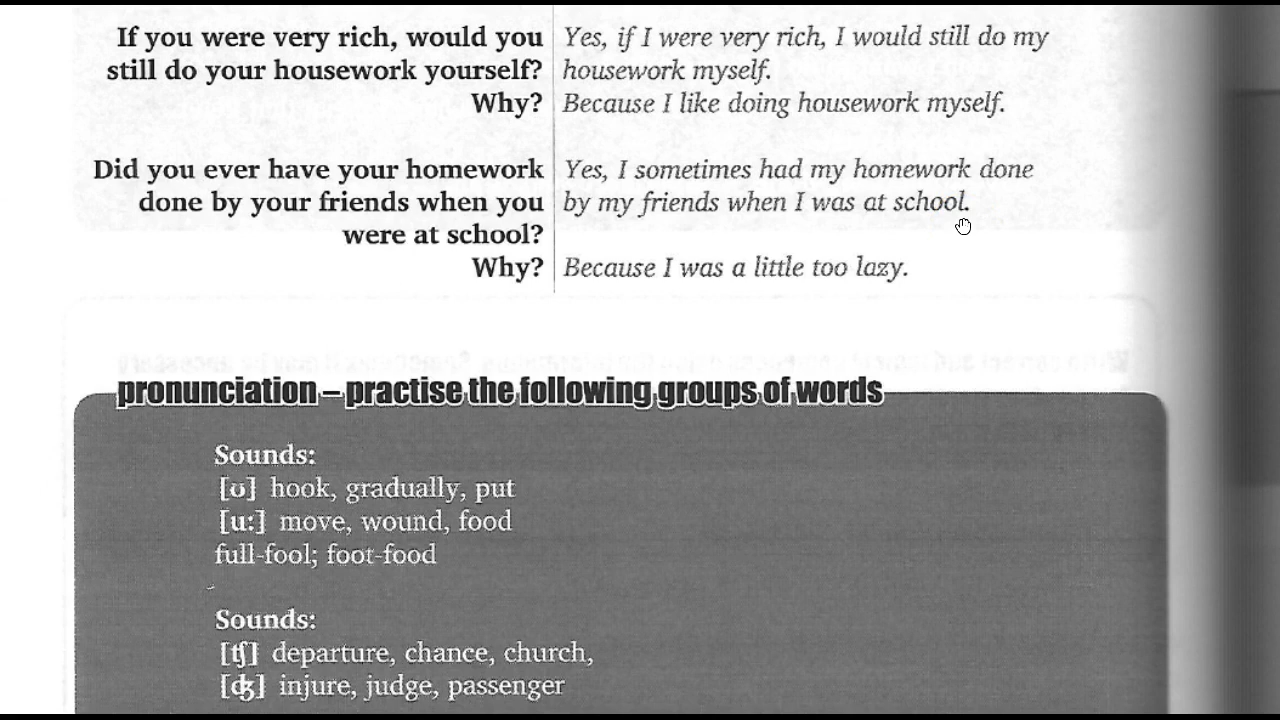 If you were very rich, would you Yes, if I were very rich, I would still do my
still do your housework yourself? housework myself.
Why? Because I like doing housework myself.
Did you ever have your homework Yes, I sometimes had my homework done
done by your friends when you by my friends when I was at school.
were at school?
Why? Because I was a little too lazy.
pronunciation – practise the following groups of words
Sounds:
[ʊ] hook, gradually, put
[u:] move, wound, food
full-fool; foot-food
Sounds:
[ʧ] departure, chance, church,
[ʤ] injure, judge, passenger